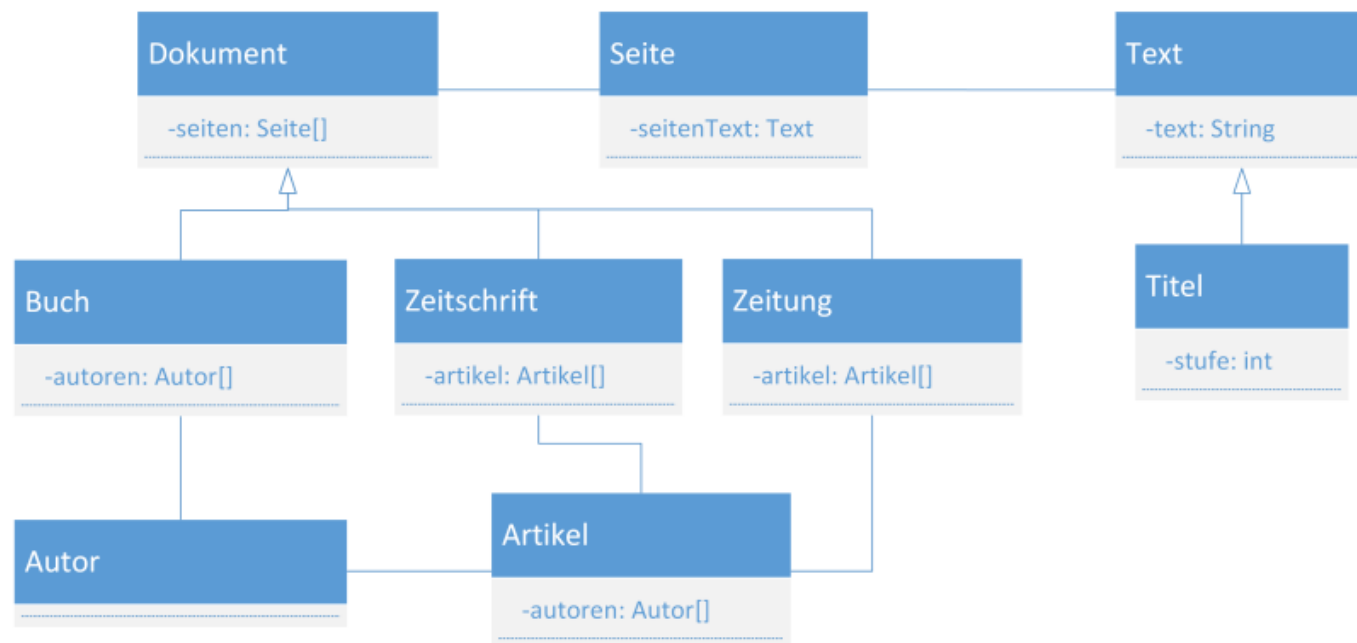 Dokument
-seiten: Seite[]
Seite
-seitenText: Text
Text
-text: String
Buch
-autoren: Autor[]
Zeitschrift
-artikel: Artikel[]
Zeitung
-artikel: Artikel[]
Titel
-stufe: int
Autor
Artikel
-autoren: Autor[]